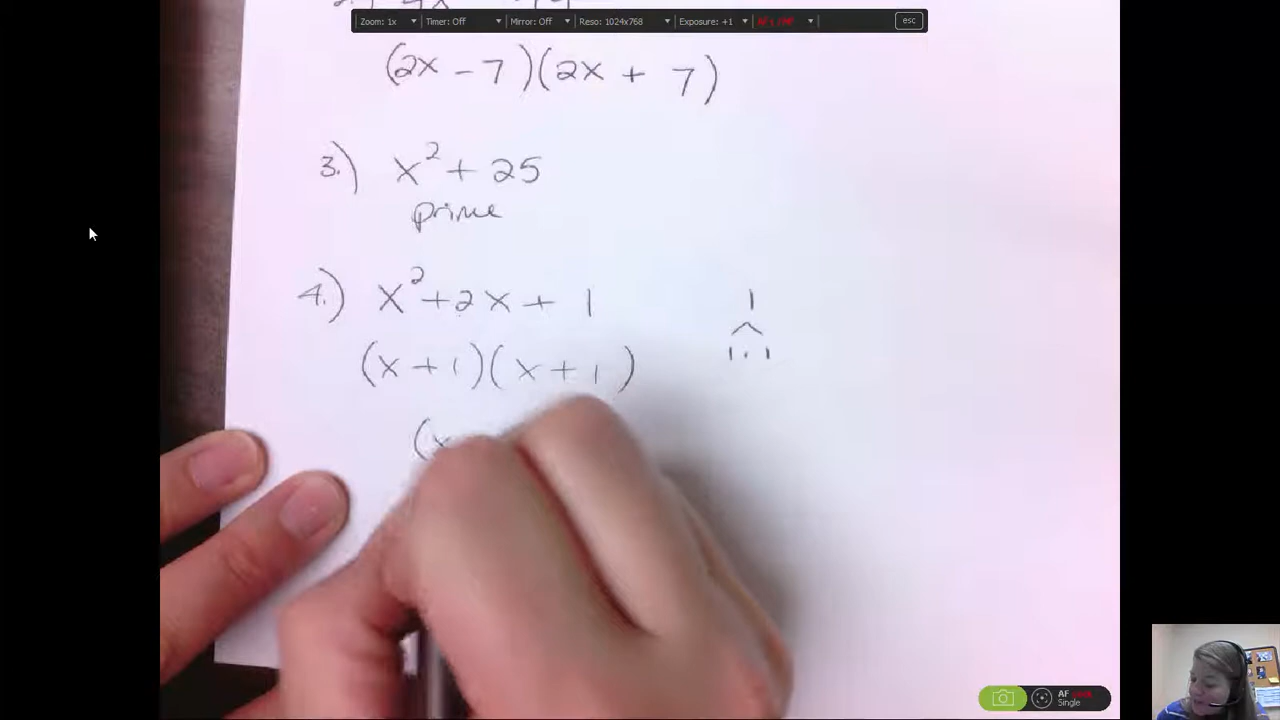 Zoom: 1x Timer: Off Mirror: Off Reso: 1024x768 Exposure: +1 esc
(2x - 7)(2x + 7)
3.) x² + 25
prime
4.) x² + 2x + 1
1
1 · 1
(x + 1)(x + 1)
(x
AF
Single